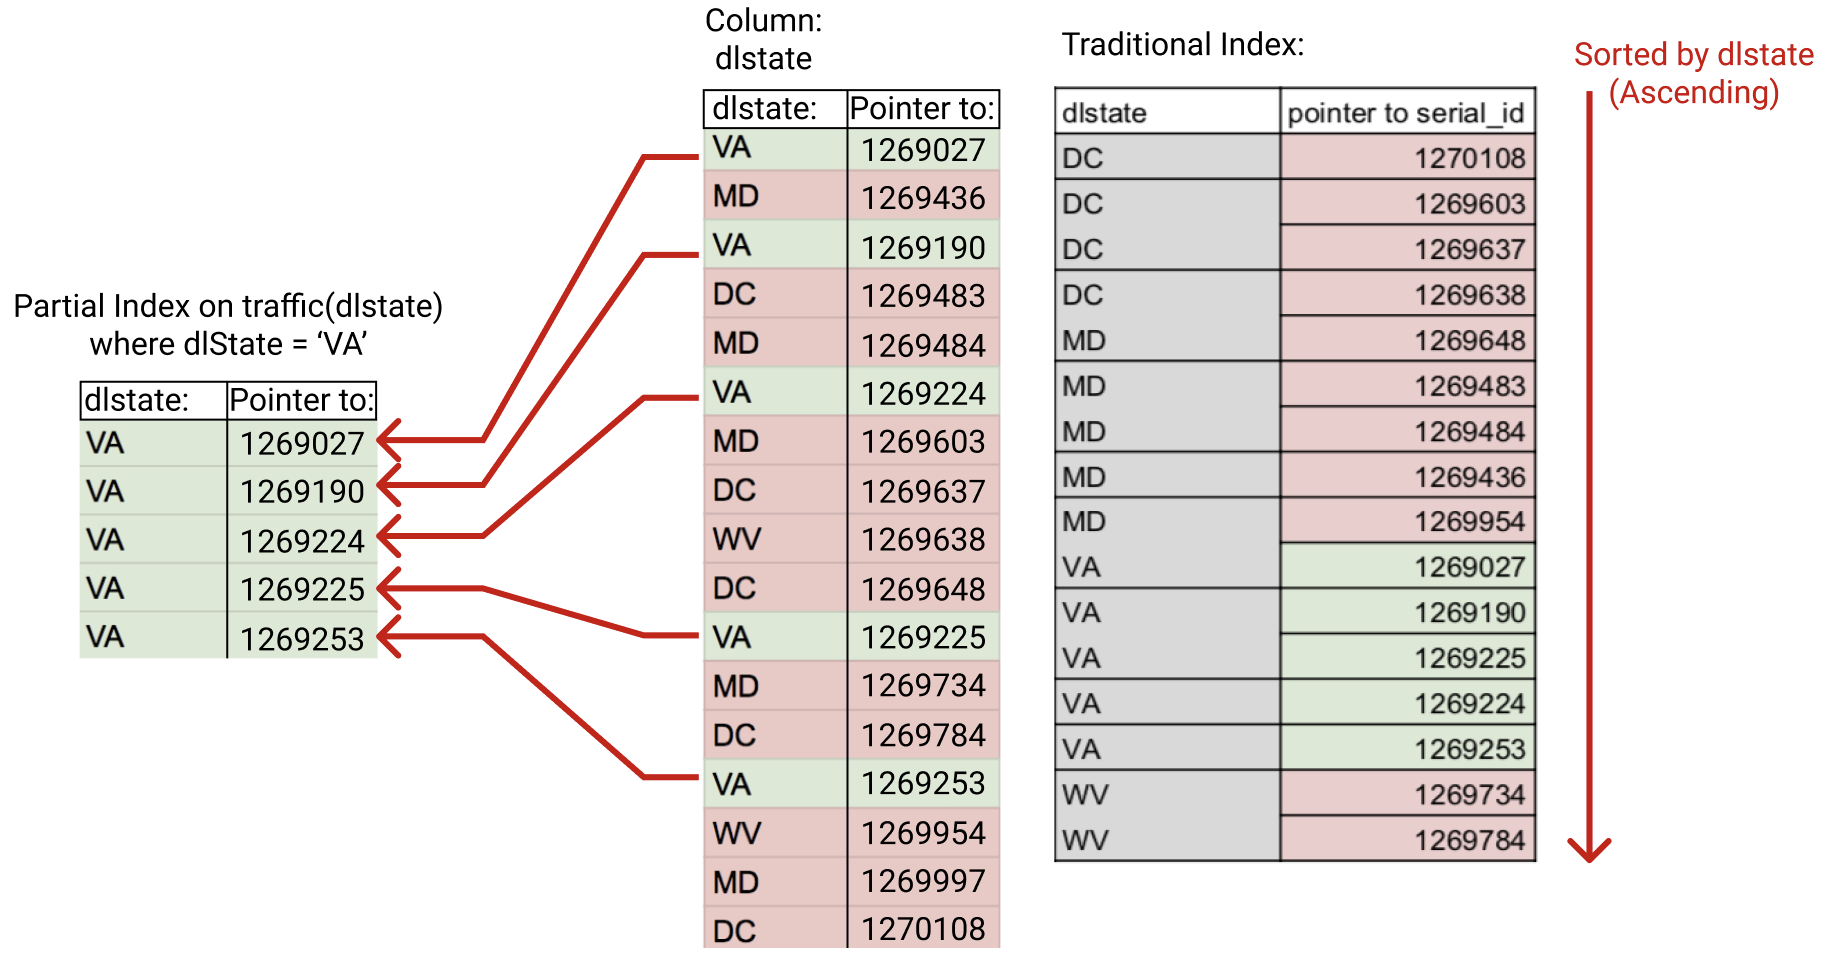 Partial Index on traffic(dlstate)
where dlState = ‘VA’
dlstate: Pointer to:
VA 1269027
VA 1269190
VA 1269224
VA 1269225
VA 1269253
Column:
dlstate
dlstate: Pointer to:
VA 1269027
MD 1269436
VA 1269190
DC 1269483
MD 1269484
VA 1269224
MD 1269603
DC 1269637
WV 1269638
DC 1269648
VA 1269225
MD 1269734
DC 1269784
VA 1269253
WV 1269954
MD 1269997
DC 1270108
Traditional Index:
dlstate pointer to serial_id
DC 1270108
DC 1269603
DC 1269637
DC 1269638
MD 1269648
MD 1269483
MD 1269484
MD 1269436
MD 1269954
VA 1269027
VA 1269190
VA 1269225
VA 1269224
VA 1269253
WV 1269734
WV 1269784
Sorted by dlstate
(Ascending)